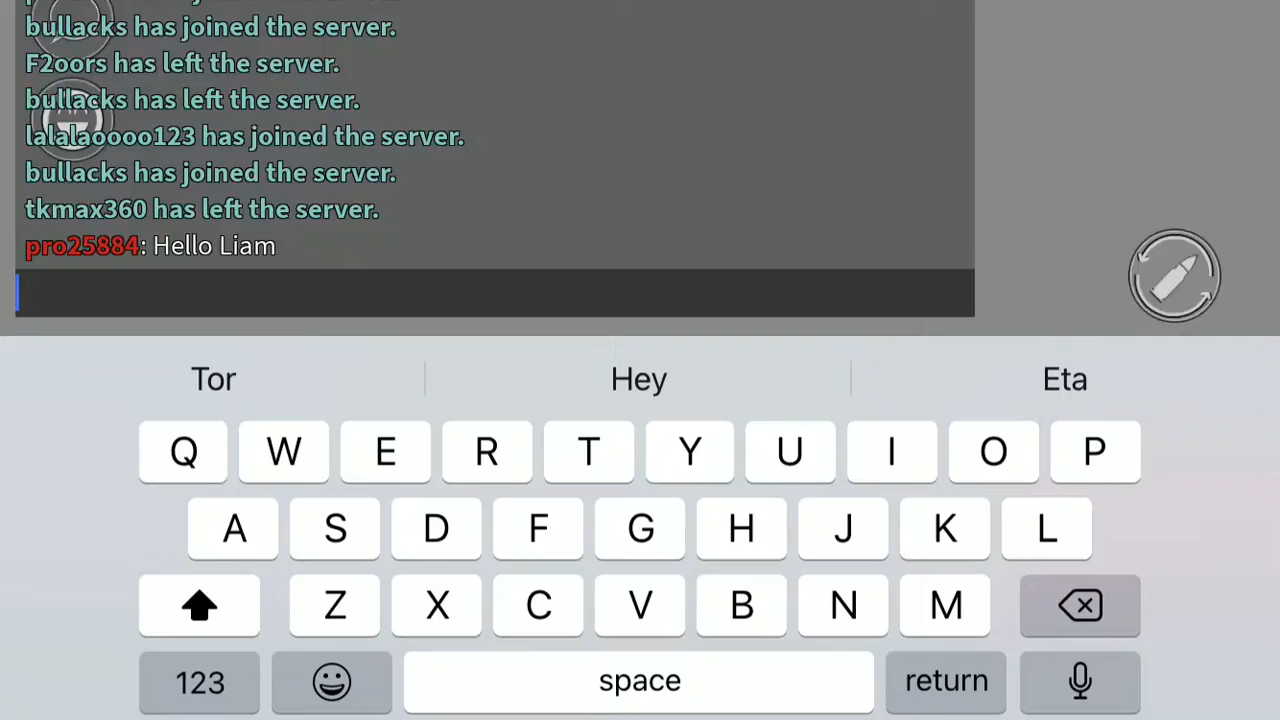 bullacks has joined the server.
F2oors has left the server.
bullacks has left the server.
lalalaoooo123 has joined the server.
bullacks has joined the server.
tkmax360 has left the server.
pro25884: Hello Liam
Tor Hey Eta
Q W E R T Y U I O P
A S D F G H J K L
Z X C V B N M
123 space return